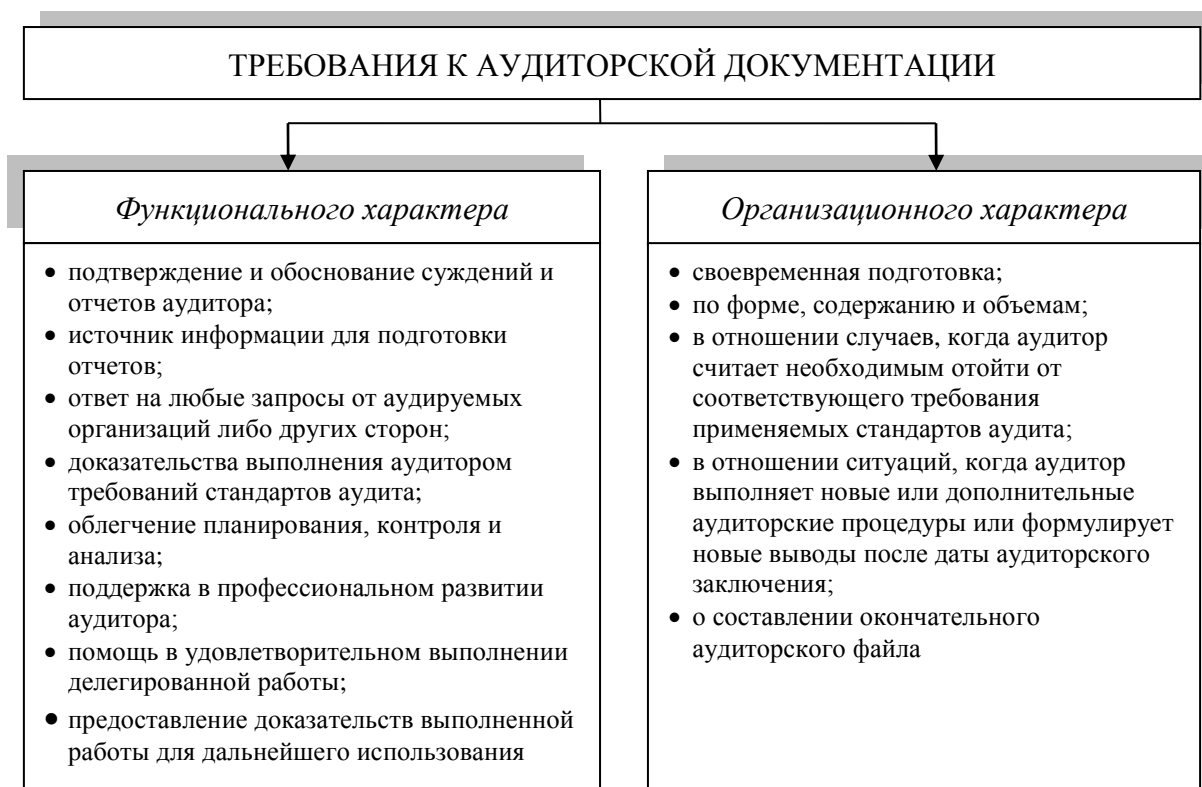 ТРЕБОВАНИЯ К АУДИТОРСКОЙ ДОКУМЕНТАЦИИ
Функционального характера
• подтверждение и обоснование суждений и
отчетов аудитора;
• источник информации для подготовки
отчетов;
• ответ на любые запросы от аудируемых
организаций либо других сторон;
• доказательства выполнения аудитором
требований стандартов аудита;
• облегчение планирования, контроля и
анализа;
• поддержка в профессиональном развитии
аудитора;
• помощь в удовлетворительном выполнении
делегированной работы;
• предоставление доказательств выполненной
работы для дальнейшего использования
Организационного характера
• своевременная подготовка;
• по форме, содержанию и объемам;
• в отношении случаев, когда аудитор
считает необходимым отойти от
соответствующего требования
применяемых стандартов аудита;
• в отношении ситуаций, когда аудитор
выполняет новые или дополнительные
аудиторские процедуры или формулирует
новые выводы после даты аудиторского
заключения;
• о составлении окончательного
аудиторского файла